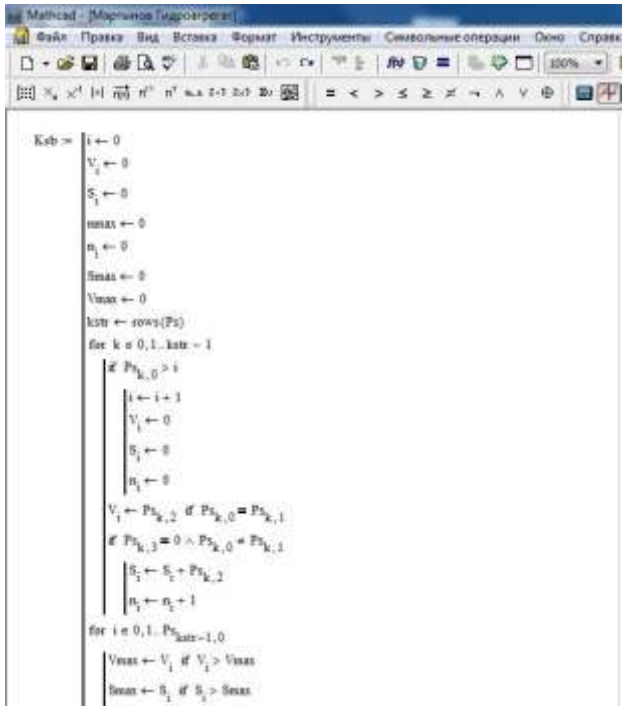 Mathcad - [Мартынов Гидроагрегат]
Файл Правка Вид Вставка Формат Инструменты Символьные операции Окно Справк
100%
= < > ≤ ≥ ≠ ¬ ∧ ∨ ⊕
Ksb := i ← 0
V_i ← 0
S_i ← 0
nmax ← 0
n_i ← 0
Smax ← 0
Vmax ← 0
kstr ← rows(Ps)
for k ∈ 0,1..kstr − 1
if Ps_k,0 > i
i ← i + 1
V_i ← 0
S_i ← 0
n_i ← 0
V_i ← Ps_k,2 if Ps_k,0 = Ps_k,1
if Ps_k,3 = 0 ∧ Ps_k,0 ≠ Ps_k,1
S_i ← S_i + Ps_k,2
n_i ← n_i + 1
for i ∈ 0,1..Ps_kstr−1,0
Vmax ← V_i if V_i > Vmax
Smax ← S_i if S_i > Smax